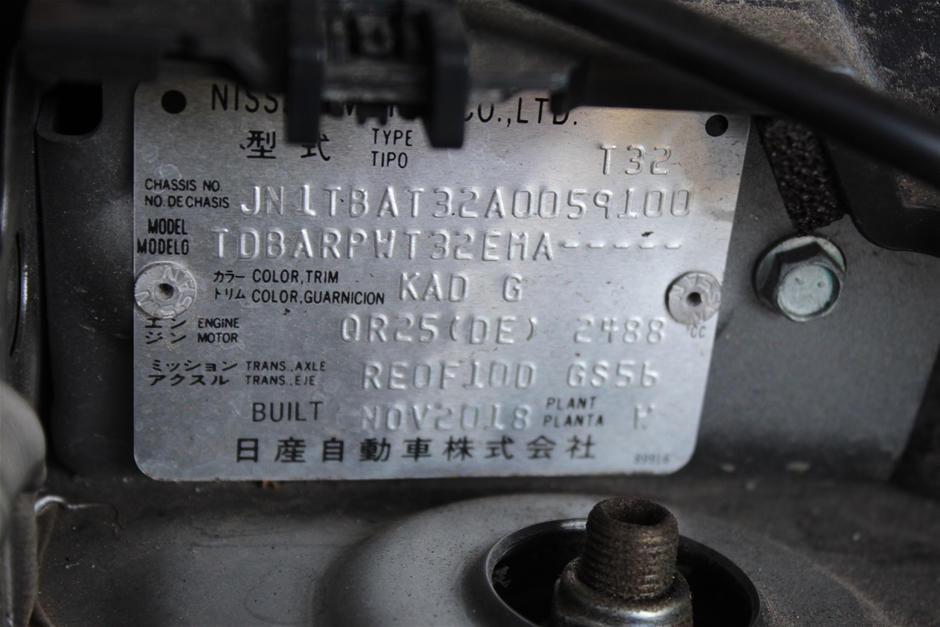 NISS CO.,LTD.
型式 TYPE TIPO T32
CHASSIS NO. NO.DE CHASIS JN1TBAT32A0059100
MODEL MODELO TDBARPWT32EMA-----
カラー COLOR,TRIM
トリム COLOR,GUARNICION KAD G
エンジン ENGINE MOTOR QR25(DE) 2488 CC
ミッション TRANS.,AXLE
アクスル TRANS.,EJE RE0F10D GS56
BUILT NOV2018 PLANT PLANTA K
日産自動車株式会社